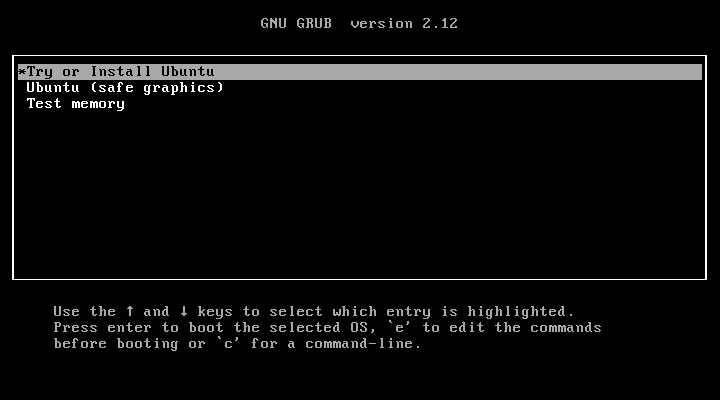 GNU GRUB  version 2.12
*Try or Install Ubuntu
Ubuntu (safe graphics)
Test memory
Use the ↑ and ↓ keys to select which entry is highlighted.
Press enter to boot the selected OS, `e' to edit the commands
before booting or `c' for a command-line.